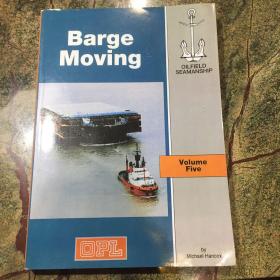 Barge
Moving
OILFIELD
SEAMANSHIP
Volume
Five
OPL
by
Michael Hancox